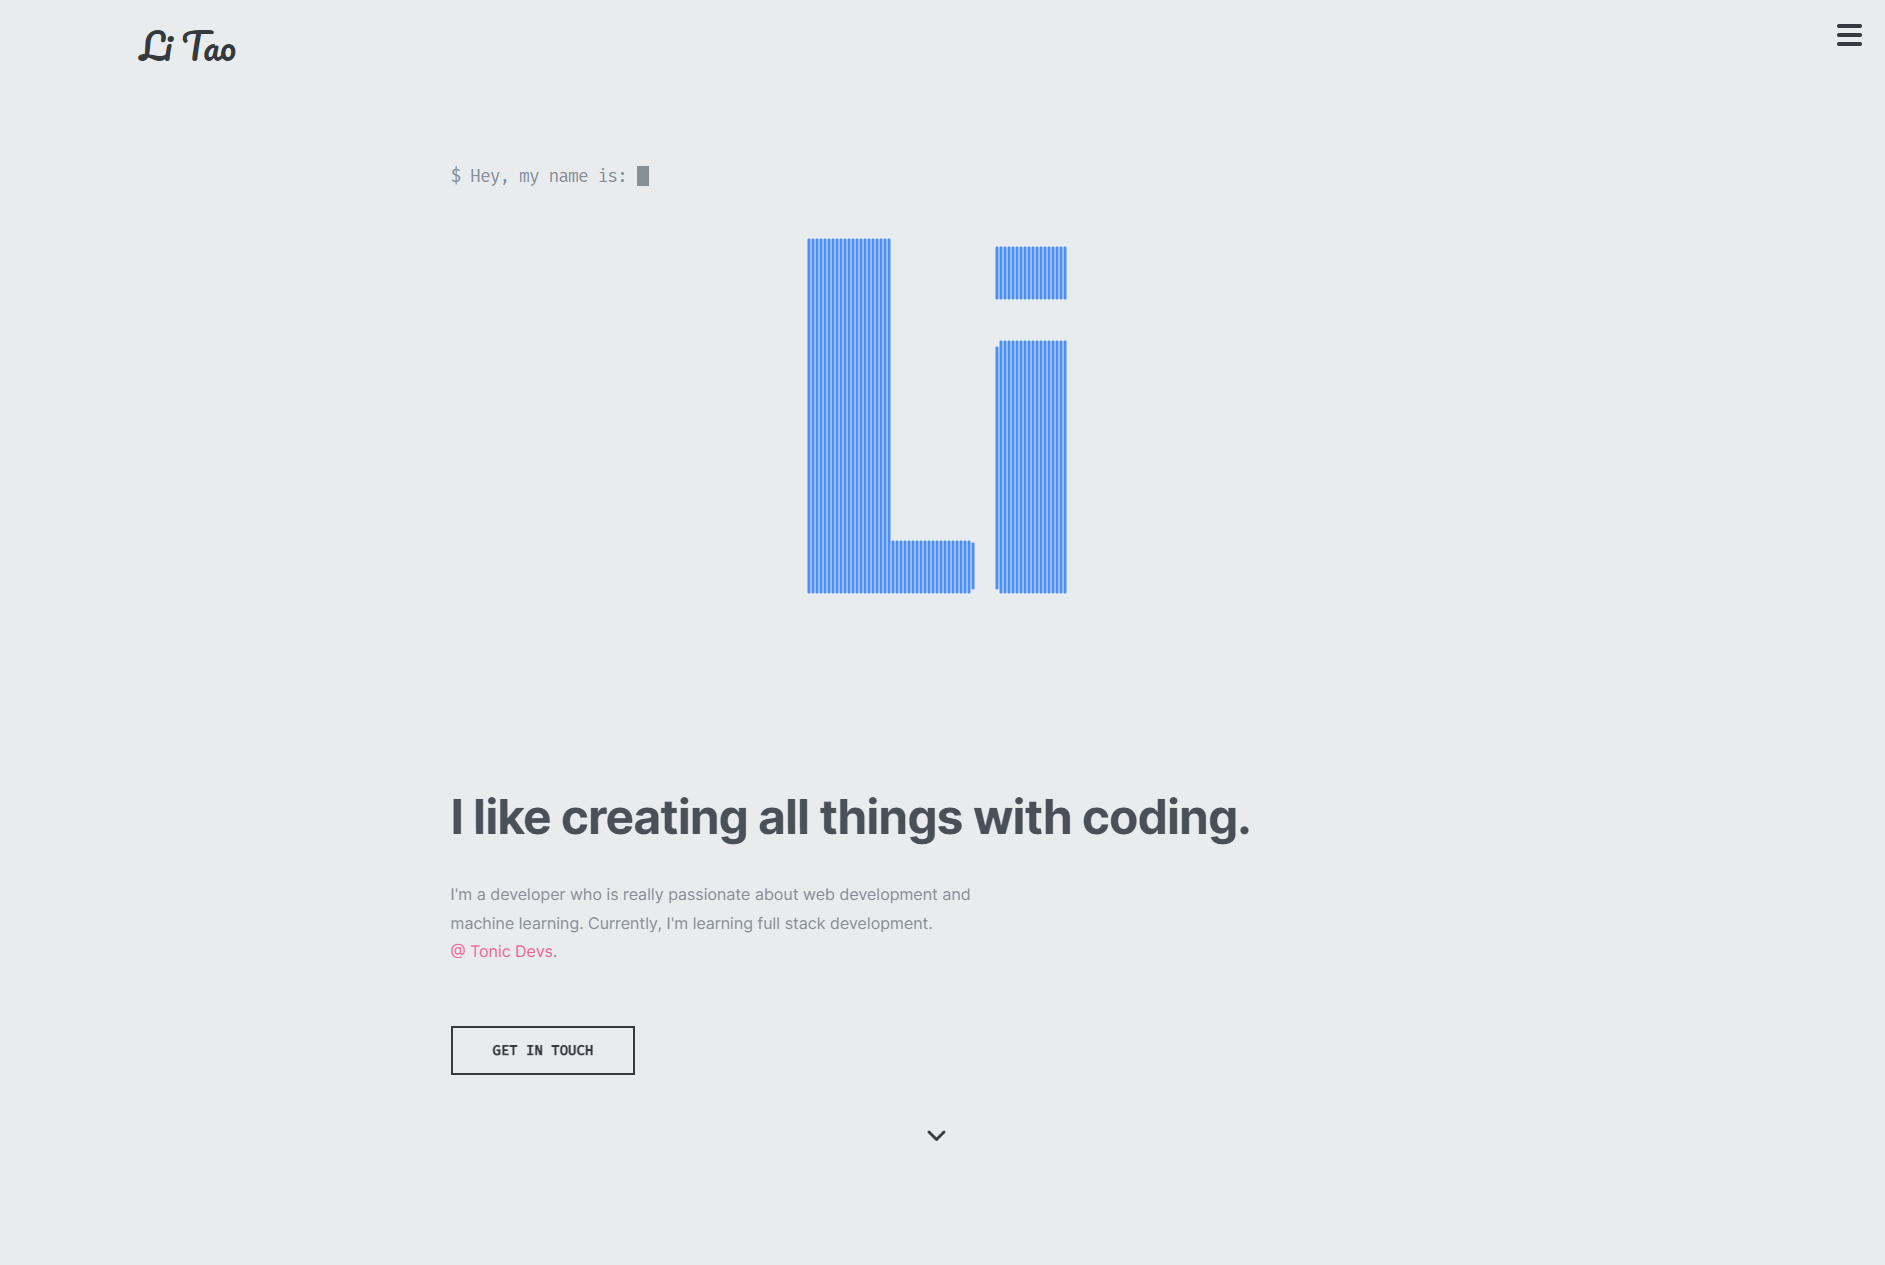 Li Tao
$ Hey, my name is:
Li
I like creating all things with coding.
I'm a developer who is really passionate about web development and
machine learning. Currently, I'm learning full stack development.
@ Tonic Devs.
GET IN TOUCH